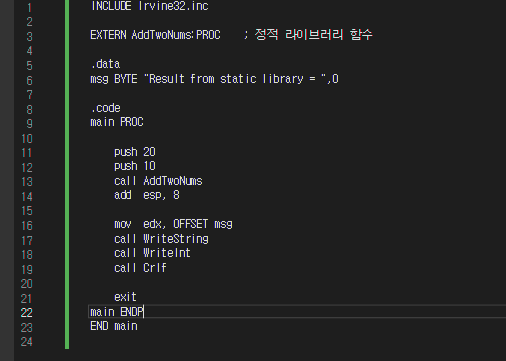 1 INCLUDE Irvine32.inc
2
3 EXTERN AddTwoNums:PROC ; 정적 라이브러리 함수
4
5 .data
6 msg BYTE "Result from static library = ",0
7
8 .code
9 main PROC
10
11 push 20
12 push 10
13 call AddTwoNums
14 add esp, 8
15
16 mov edx, OFFSET msg
17 call WriteString
18 call WriteInt
19 call Crlf
20
21 exit
22 main ENDP
23 END main
24